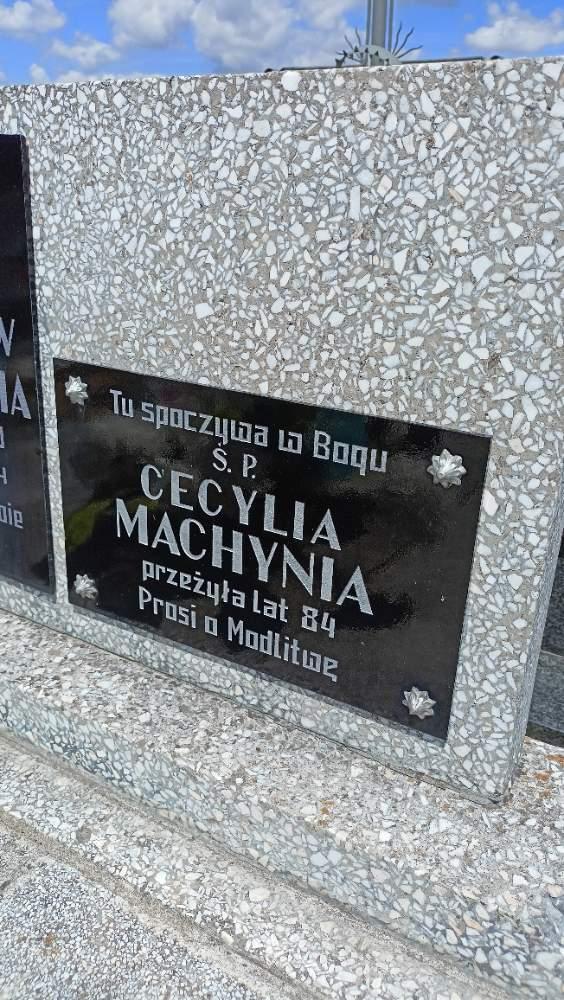 Tu spoczywa w Bogu
Ś. P.
CECYLIA
MACHYNIA
przeżyła lat 84
Prosi o Modlitwę